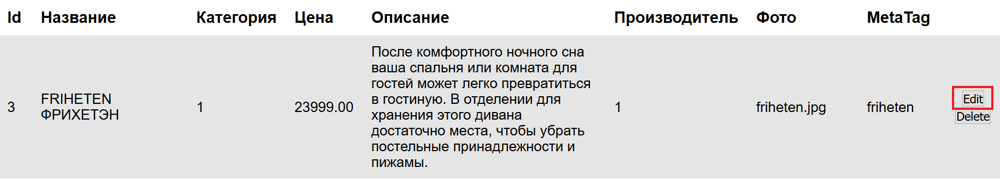 Id Название Категория Цена Описание Производитель Фото MetaTag
3
FRIHETEN
ФРИХЕТЭН
1
23999.00
После комфортного ночного сна
ваша спальня или комната для
гостей может легко превратиться
в гостиную. В отделении для
хранения этого дивана
достаточно места, чтобы убрать
постельные принадлежности и
пижамы.
1
friheten.jpg
friheten
Edit
Delete